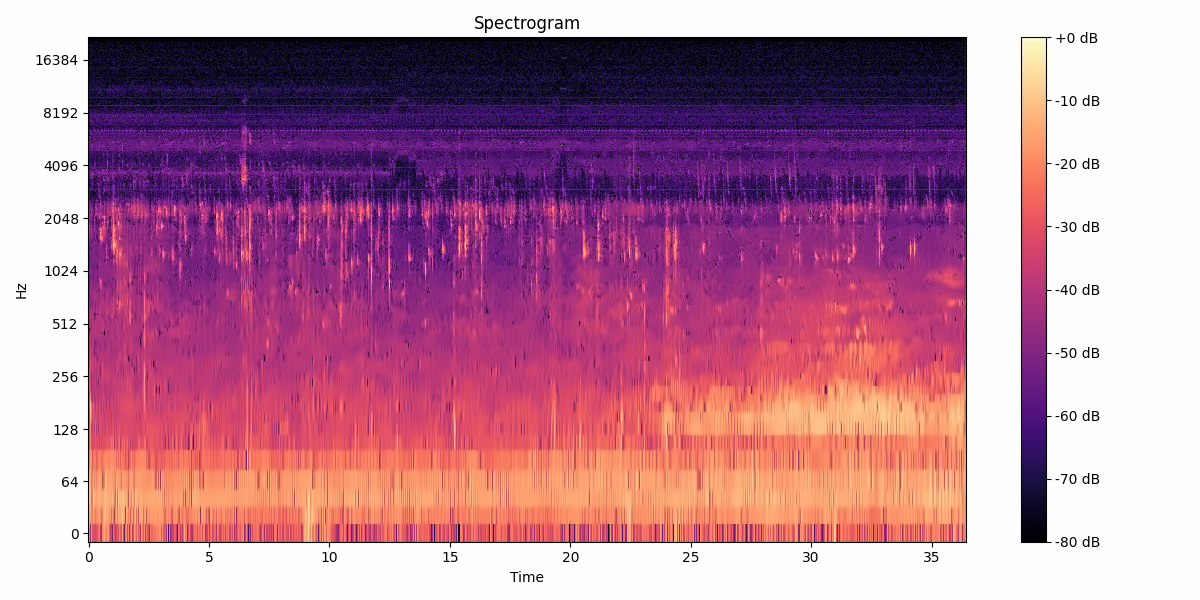 Spectrogram
Hz
16384
8192
4096
2048
1024
512
256
128
64
0
0 5 10 15 20 25 30 35
Time
+0 dB
-10 dB
-20 dB
-30 dB
-40 dB
-50 dB
-60 dB
-70 dB
-80 dB